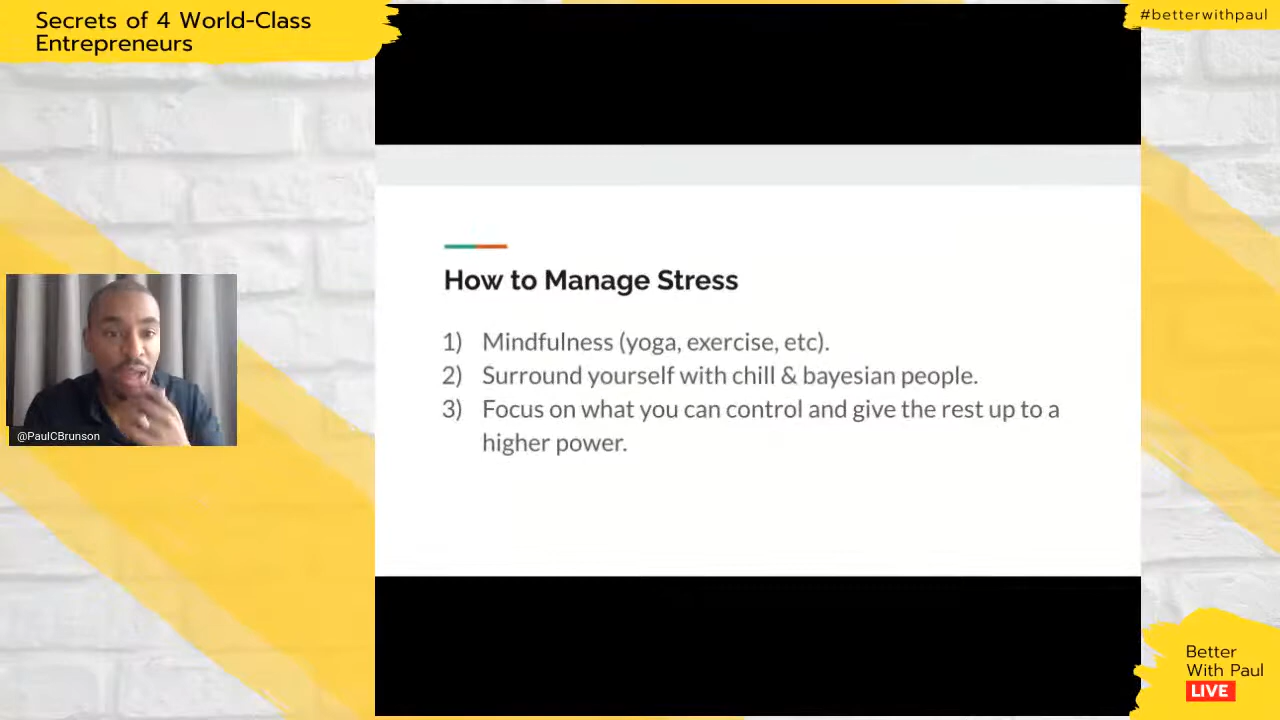 Secrets of 4 World-Class
Entrepreneurs
#betterwithpaul
How to Manage Stress
1) Mindfulness (yoga, exercise, etc).
2) Surround yourself with chill & bayesian people.
3) Focus on what you can control and give the rest up to a
higher power.
@PaulCBrunson
Better
With Paul
LIVE